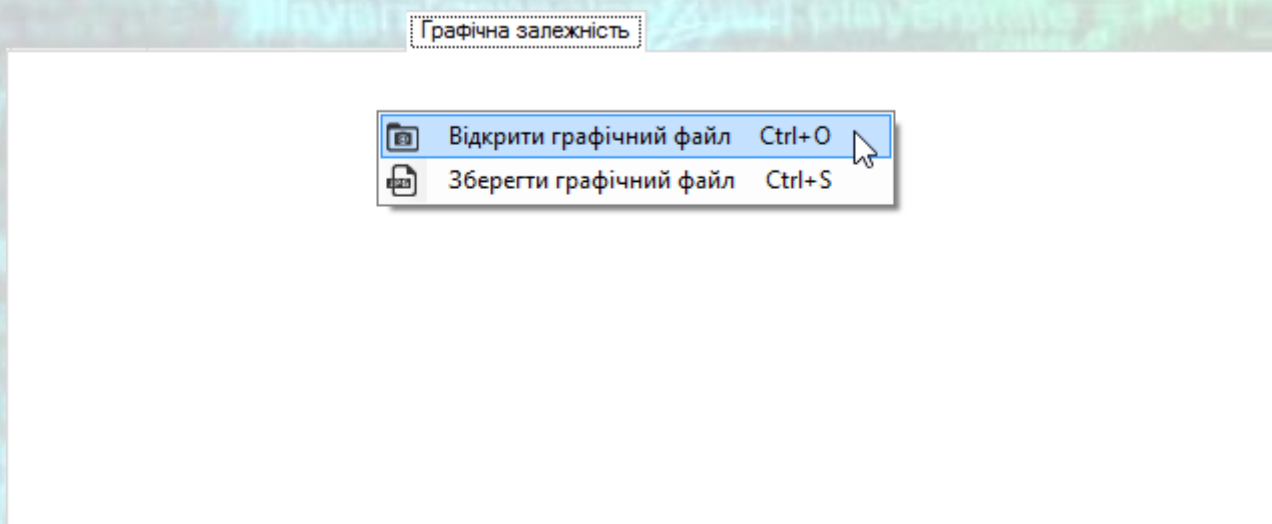 Графічна залежність
Відкрити графічний файл Ctrl+O
Зберегти графічний файл Ctrl+S